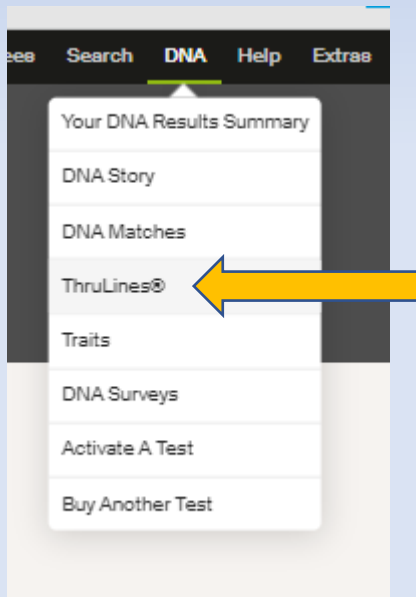 ees Search DNA Help Extras
Your DNA Results Summary
DNA Story
DNA Matches
ThruLines®
Traits
DNA Surveys
Activate A Test
Buy Another Test